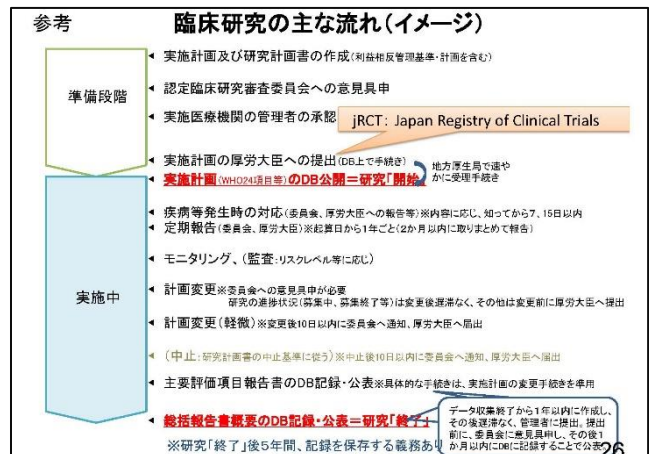 参考
臨床研究の主な流れ(イメージ)
準備段階
実施計画及び研究計画書の作成(利益相反管理基準・計画を含む)
認定臨床研究審査委員会への意見具申
実施医療機関の管理者の承認
jRCT: Japan Registry of Clinical Trials
実施計画の厚労大臣への提出(DB上で手続き)
実施計画(WHO24項目等)のDB公開=研究「開始」
地方厚生局で速や
かに受理手続き
実施中
疾病等発生時の対応(委員会、厚労大臣への報告等)※内容に応じ、知ってから7、15日以内
定期報告(委員会、厚労大臣)※起算日から1年ごと(2か月以内に取りまとめて報告)
モニタリング、(監査:リスクレベル等に応じ)
計画変更※委員会への意見具申が必要
研究の進捗状況(募集中、募集終了等)は変更後遅滞なく、その他は変更前に厚労大臣へ提出
計画変更(軽微)※変更後10日以内に委員会へ通知、厚労大臣へ届出
(中止:研究計画書の中止基準に従う)※中止後10日以内に委員会へ通知、厚労大臣へ届出
主要評価項目報告書のDB記録・公表※具体的な手続きは、実施計画の変更手続きを準用
総括報告書概要のDB記録・公表=研究「終了」
※研究「終了」後5年間、記録を保存する義務あり
データ収集終了から1年以内に作成し、
その後遅滞なく、管理者に提出。提出
前に、委員会に意見具申し、その後1
か月以内にDBに記録することで公表
26